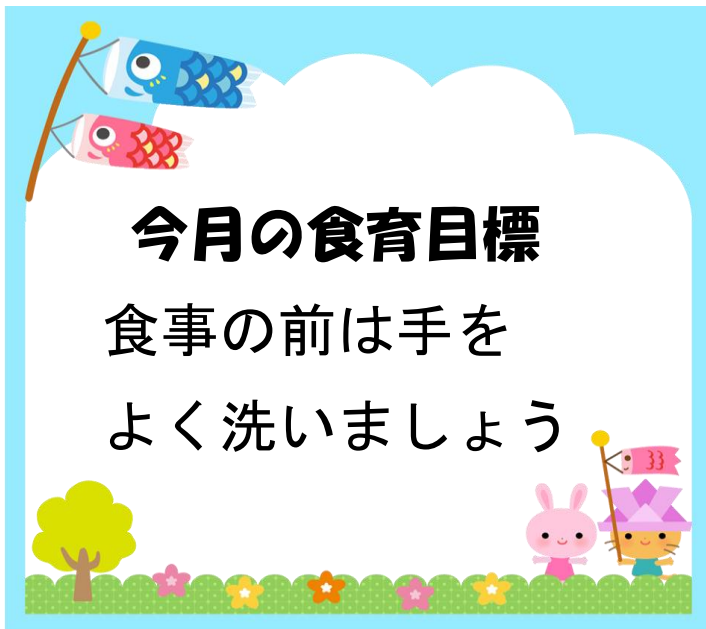 今月の食育目標
食事の前は手を
よく洗いましょう